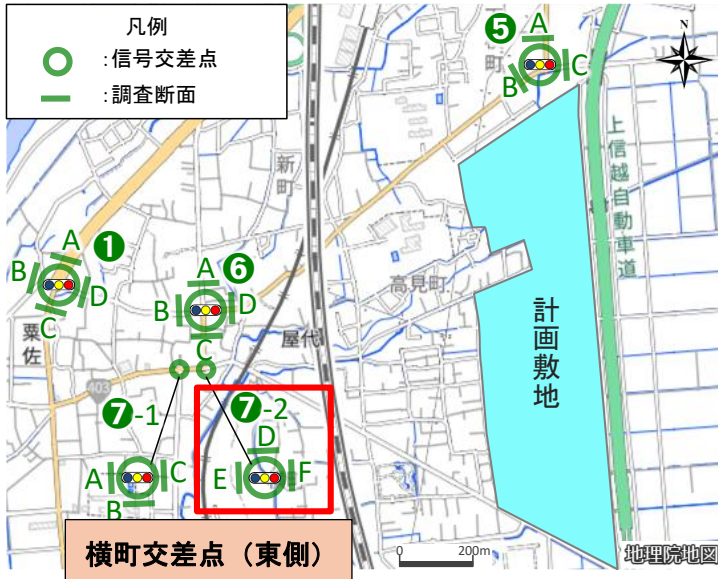 凡例
:信号交差点
:調査断面
N
❺
A
B
C
町
新町
上信越自動車道
❶
A
B
D
C
❻
A
B
D
C
高見町
屋代
粟佐
403
計画敷地
❼-1
❼-2
A
C
B
D
E
F
横町交差点（東側）
0
200m
地理院地図